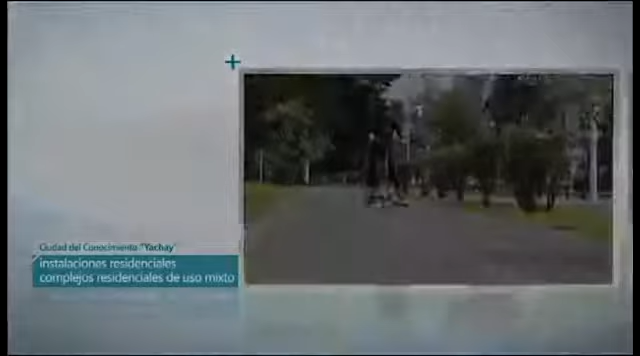 Ciudad del Conocimiento "Yachay"
instalaciones residenciales
complejos residenciales de uso mixto